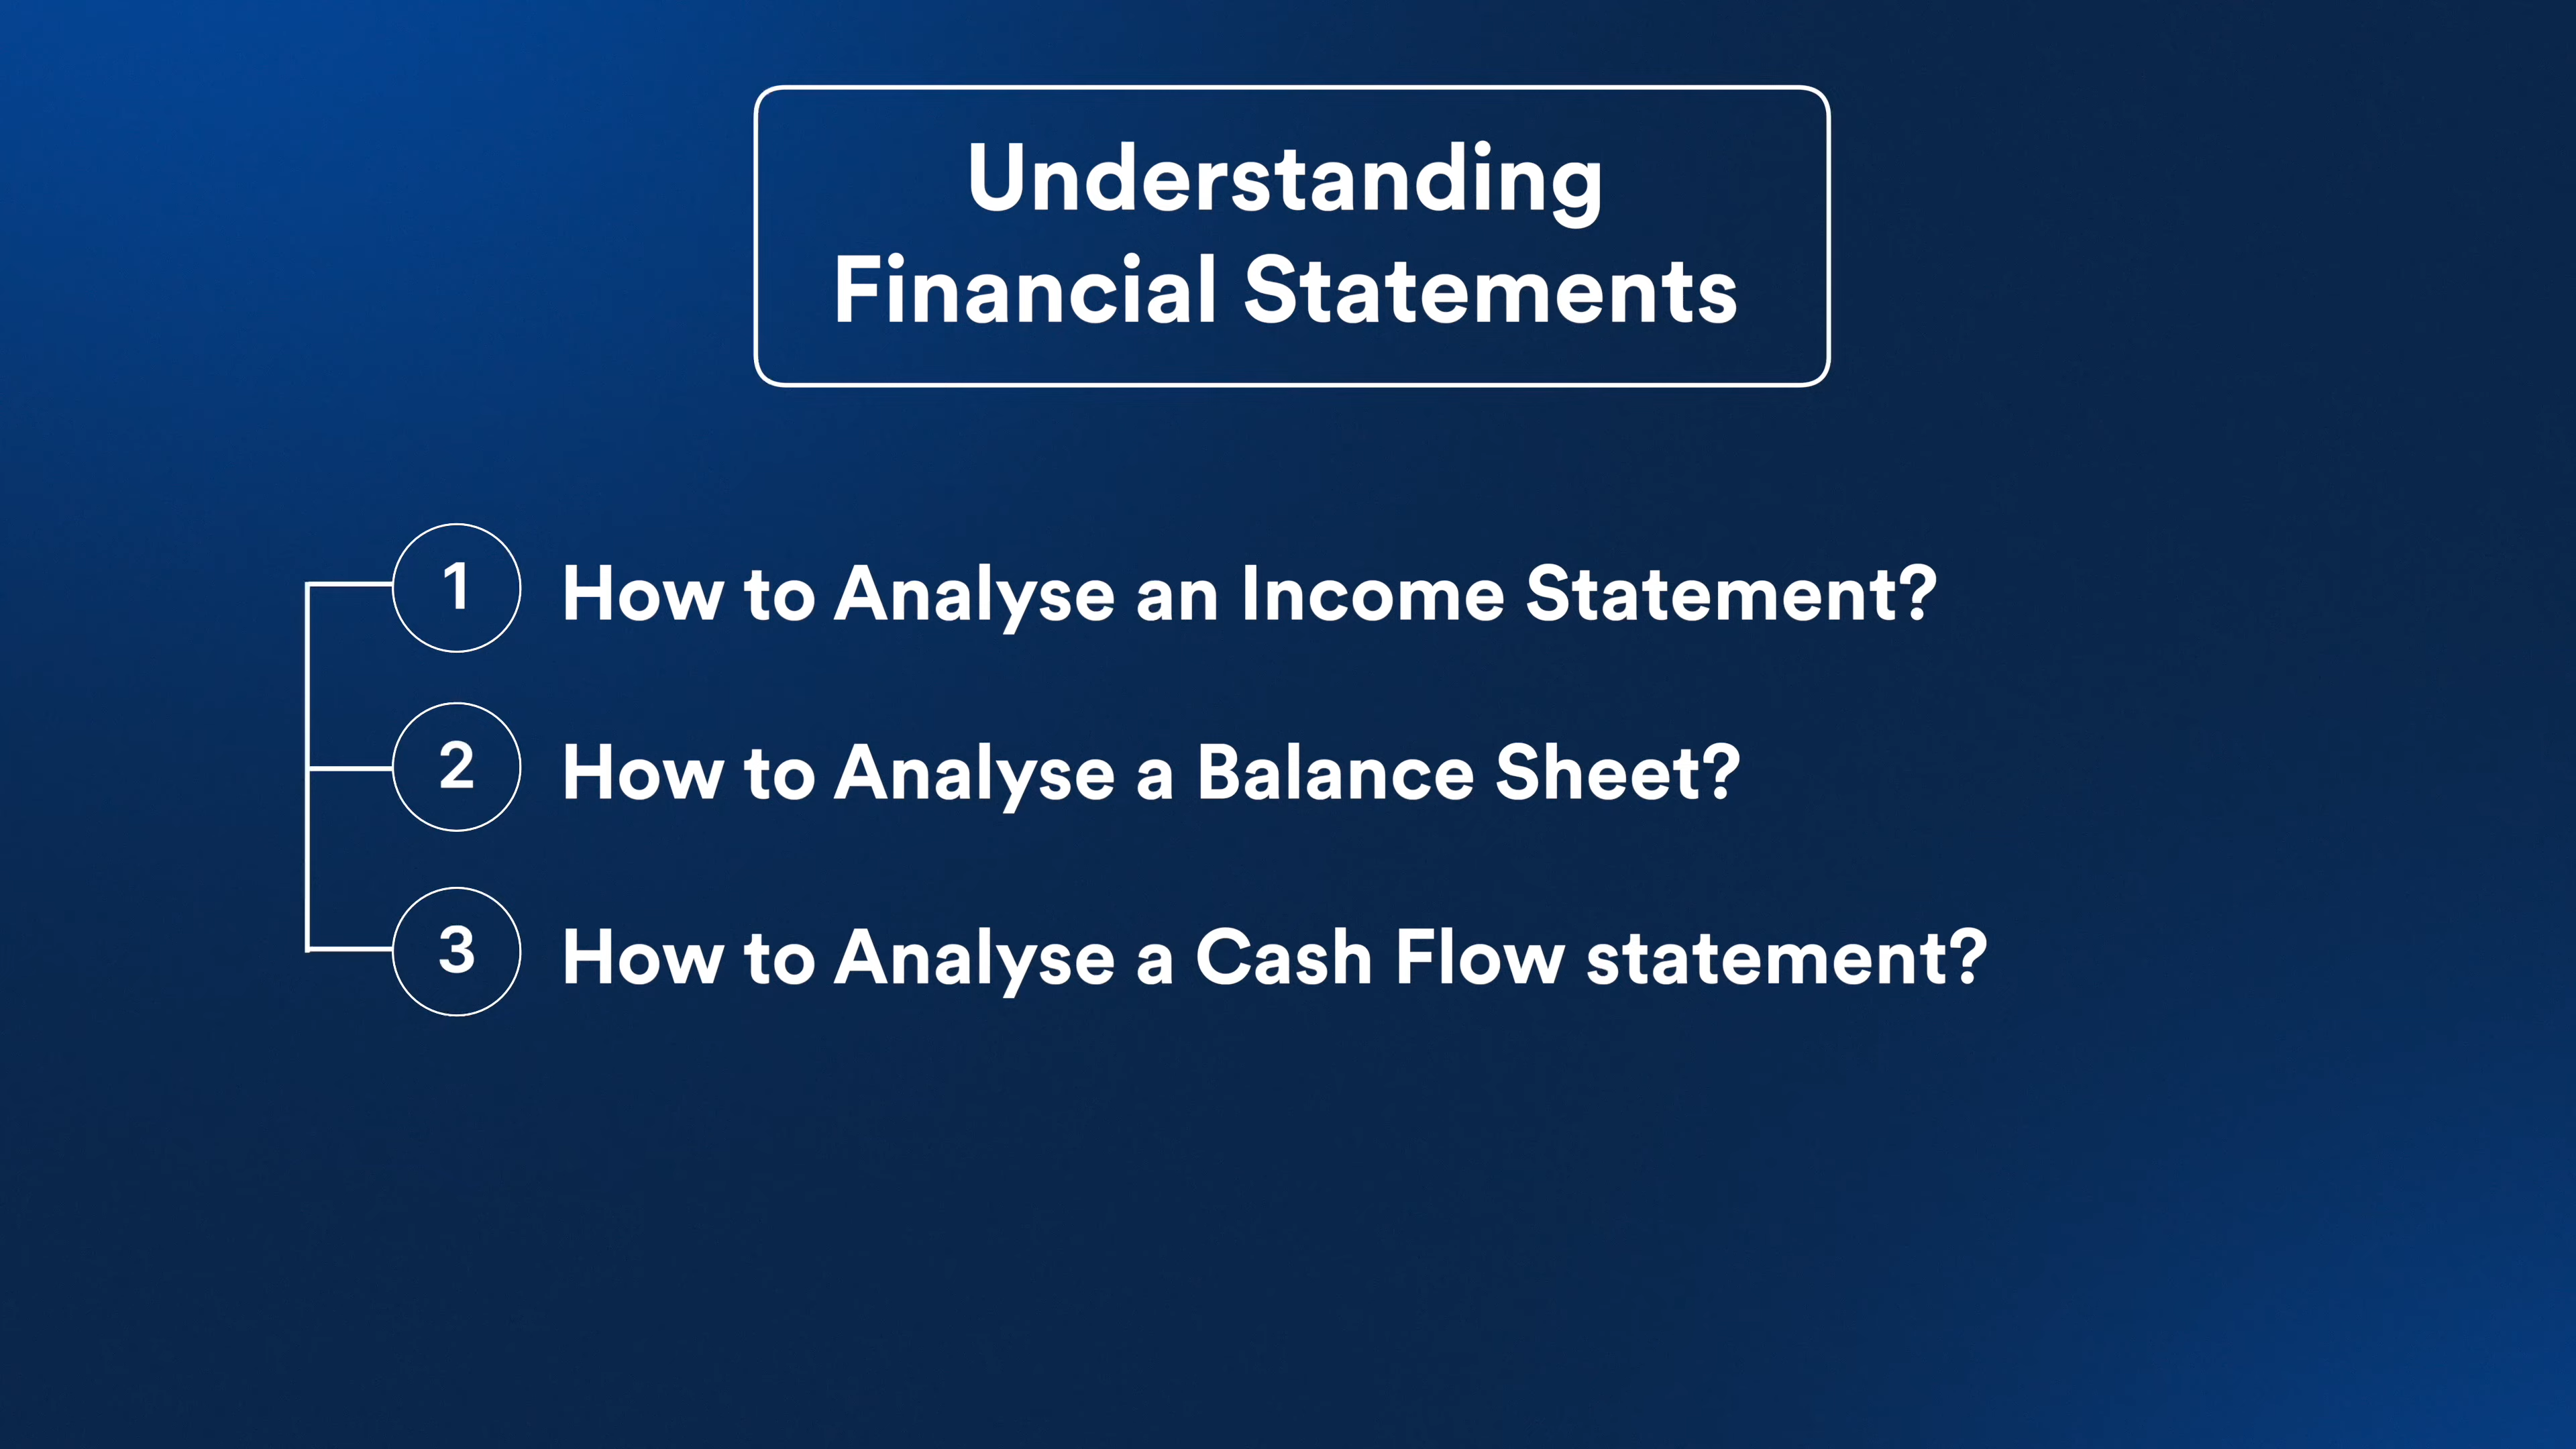 Understanding
Financial Statements
1 How to Analyse an Income Statement?
2 How to Analyse a Balance Sheet?
3 How to Analyse a Cash Flow statement?